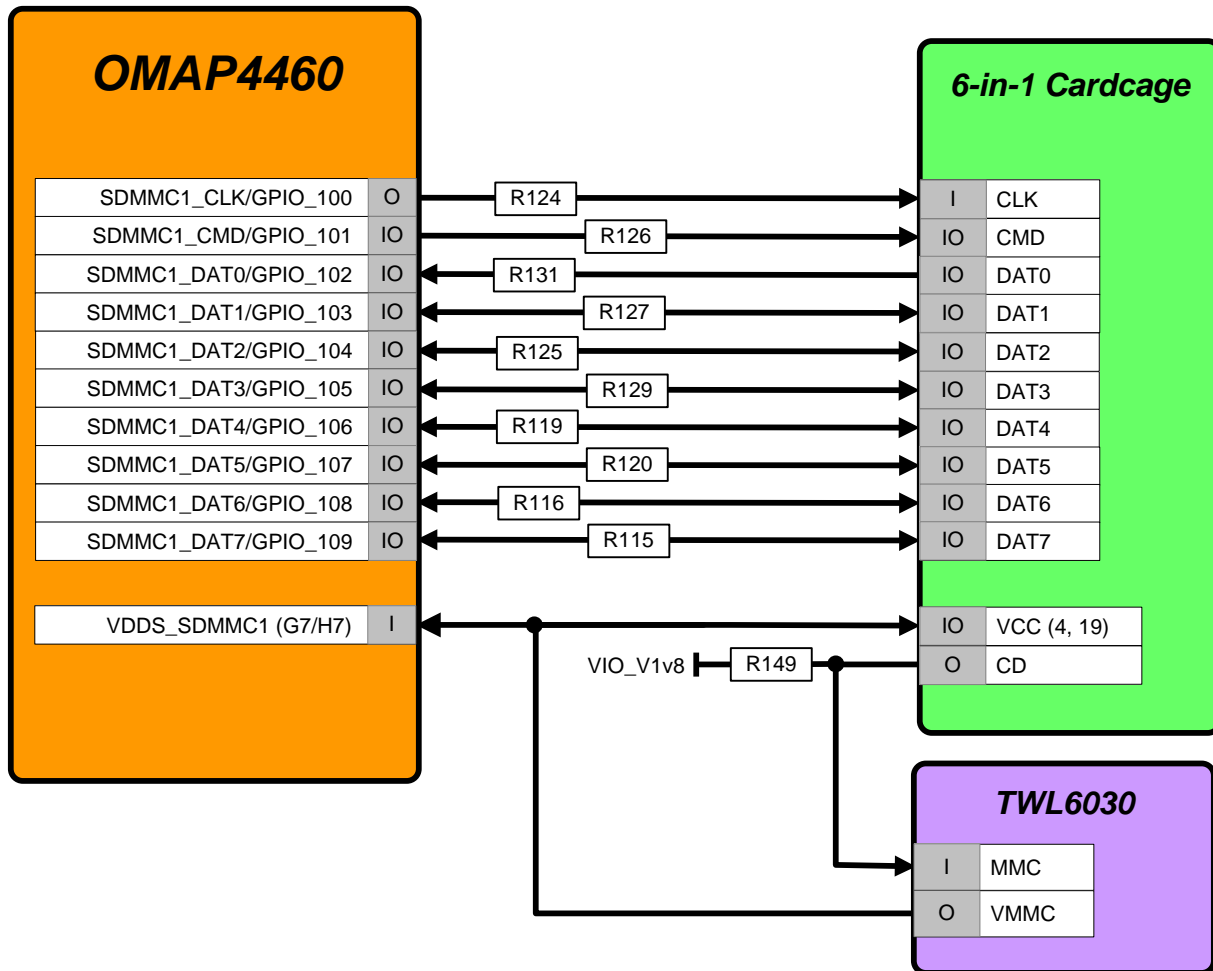 OMAP4460
6-in-1 Cardcage
SDMMC1_CLK/GPIO_100 O R124 I CLK
SDMMC1_CMD/GPIO_101 IO R126 IO CMD
SDMMC1_DAT0/GPIO_102 IO R131 IO DAT0
SDMMC1_DAT1/GPIO_103 IO R127 IO DAT1
SDMMC1_DAT2/GPIO_104 IO R125 IO DAT2
SDMMC1_DAT3/GPIO_105 IO R129 IO DAT3
SDMMC1_DAT4/GPIO_106 IO R119 IO DAT4
SDMMC1_DAT5/GPIO_107 IO R120 IO DAT5
SDMMC1_DAT6/GPIO_108 IO R116 IO DAT6
SDMMC1_DAT7/GPIO_109 IO R115 IO DAT7
VDDS_SDMMC1 (G7/H7) I IO VCC (4, 19)
VIO_V1v8 R149 O CD
TWL6030
I MMC
O VMMC